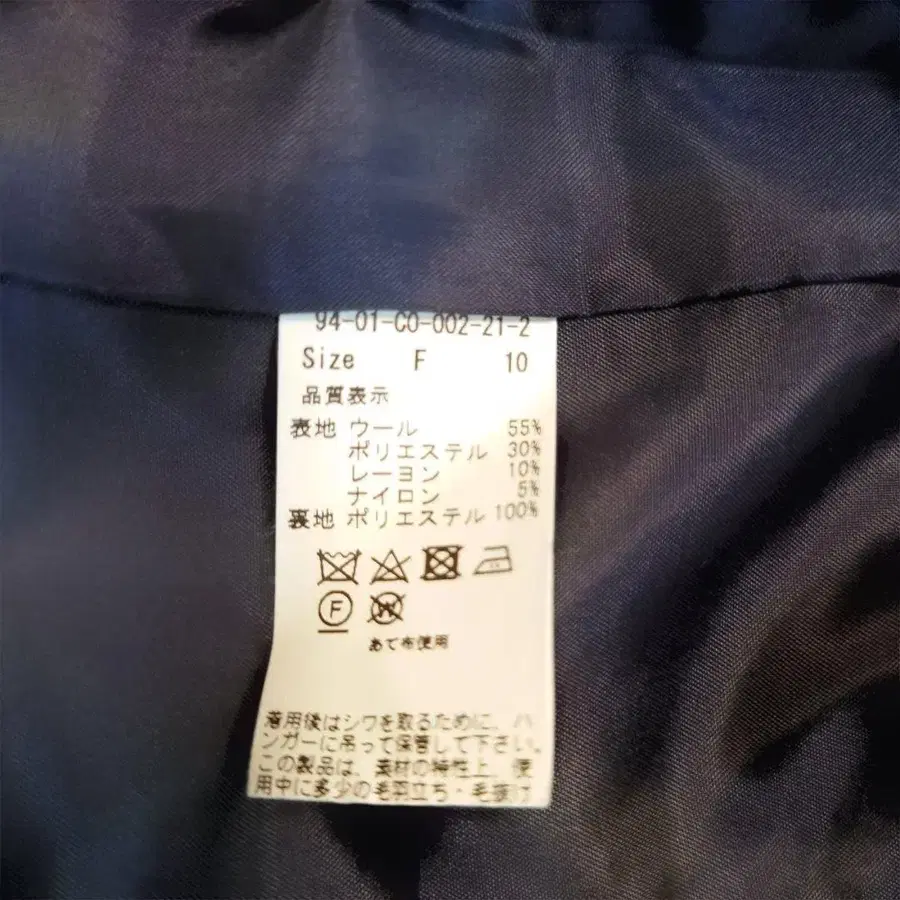 94-01-CO-002-21-2
Size F 10
品質表示
表地 ウール 55%
ポリエステル 30%
レーヨン 10%
ナイロン 5%
裏地 ポリエステル 100%
F
W
あて布使用
着用後はシワを取るために、ハ
ンガーに吊って保管して下さい。
この製品は、素材の特性上、使
用中に多少の毛羽立ち・毛抜け